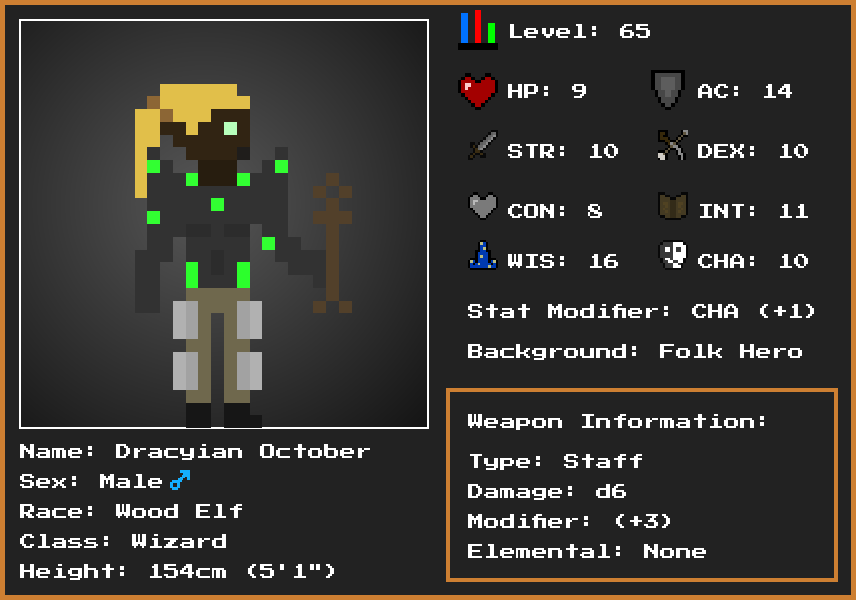 Level: 65
HP: 9
AC: 14
STR: 10
DEX: 10
CON: 8
INT: 11
WIS: 16
CHA: 10
Stat Modifier: CHA (+1)
Background: Folk Hero
Weapon Information:
Type: Staff
Damage: d6
Modifier: (+3)
Elemental: None
Name: Dracyian October
Sex: Male♂
Race: Wood Elf
Class: Wizard
Height: 154cm (5'1")